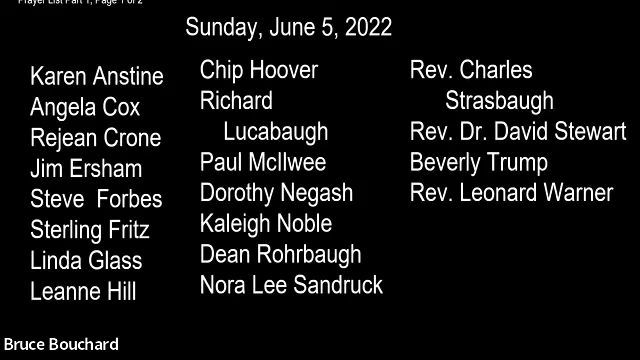 Prayer List Part 1, Page 1 of 2
Sunday, June 5, 2022
Karen Anstine
Angela Cox
Rejean Crone
Jim Ersham
Steve  Forbes
Sterling Fritz
Linda Glass
Leanne Hill
Chip Hoover
Richard
Lucabaugh
Paul McIlwee
Dorothy Negash
Kaleigh Noble
Dean Rohrbaugh
Nora Lee Sandruck
Rev. Charles
Strasbaugh
Rev. Dr. David Stewart
Beverly Trump
Rev. Leonard Warner
Bruce Bouchard